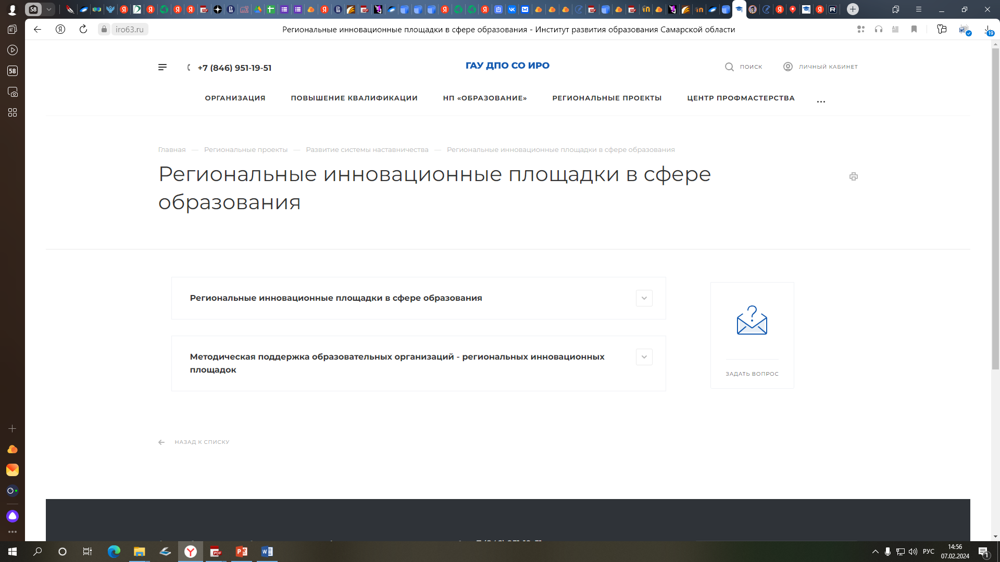 58
iro63.ru
Региональные инновационные площадки в сфере образования - Институт развития образования Самарской области
19
58
+7 (846) 951-19-51
ГАУ ДПО СО ИРО
ПОИСК
ЛИЧНЫЙ КАБИНЕТ
ОРГАНИЗАЦИЯ
ПОВЫШЕНИЕ КВАЛИФИКАЦИИ
НП «ОБРАЗОВАНИЕ»
РЕГИОНАЛЬНЫЕ ПРОЕКТЫ
ЦЕНТР ПРОФМАСТЕРСТВА
...
Главная — Региональные проекты — Развитие системы наставничества — Региональные инновационные площадки в сфере образования
Региональные инновационные площадки в сфере
образования
Региональные инновационные площадки в сфере образования
Методическая поддержка образовательных организаций - региональных инновационных
площадок
ЗАДАТЬ ВОПРОС
НАЗАД К СПИСКУ
РУС
14:56
07.02.2024
1